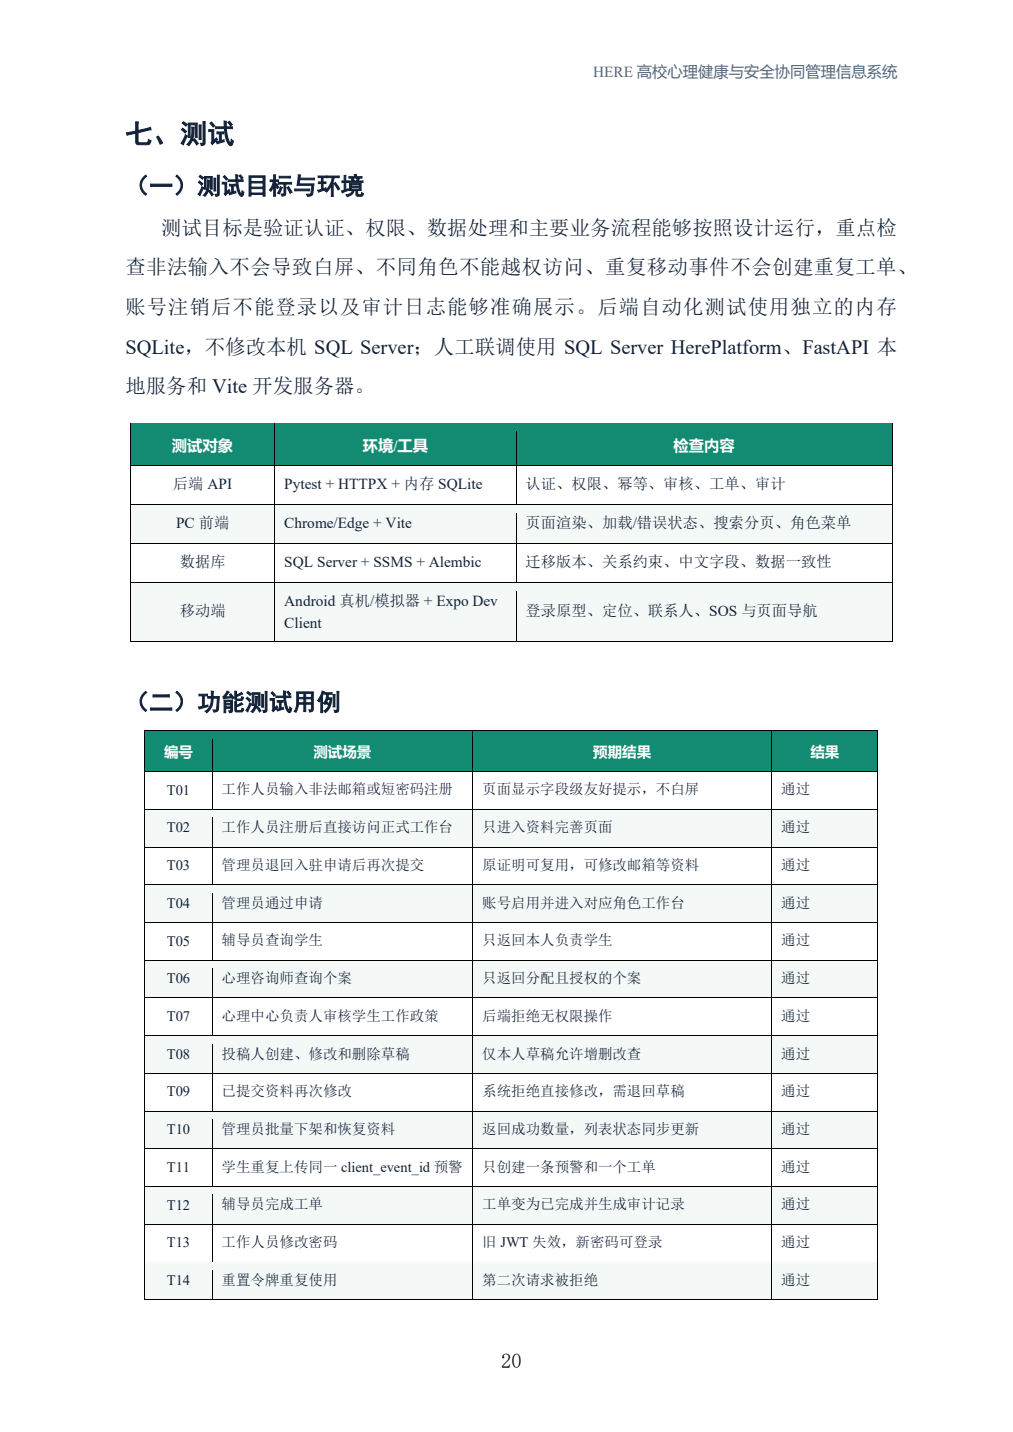 HERE 高校心理健康与安全协同管理信息系统
七、测试
（一）测试目标与环境
测试目标是验证认证、权限、数据处理和主要业务流程能够按照设计运行，重点检
查非法输入不会导致白屏、不同角色不能越权访问、重复移动事件不会创建重复工单、
账号注销后不能登录以及审计日志能够准确展示。后端自动化测试使用独立的内存
SQLite，不修改本机 SQL Server；人工联调使用 SQL Server HerePlatform、FastAPI 本
地服务和 Vite 开发服务器。
测试对象 环境/工具 检查内容
后端 API Pytest + HTTPX + 内存 SQLite 认证、权限、幂等、审核、工单、审计
PC 前端 Chrome/Edge + Vite 页面渲染、加载/错误状态、搜索分页、角色菜单
数据库 SQL Server + SSMS + Alembic 迁移版本、关系约束、中文字段、数据一致性
移动端 Android 真机/模拟器 + Expo Dev
Client 登录原型、定位、联系人、SOS 与页面导航
（二）功能测试用例
编号 测试场景 预期结果 结果
T01 工作人员输入非法邮箱或短密码注册 页面显示字段级友好提示，不白屏 通过
T02 工作人员注册后直接访问正式工作台 只进入资料完善页面 通过
T03 管理员退回入驻申请后再次提交 原证明可复用，可修改邮箱等资料 通过
T04 管理员通过申请 账号启用并进入对应角色工作台 通过
T05 辅导员查询学生 只返回本人负责学生 通过
T06 心理咨询师查询个案 只返回分配且授权的个案 通过
T07 心理中心负责人审核学生工作政策 后端拒绝无权限操作 通过
T08 投稿人创建、修改和删除草稿 仅本人草稿允许增删改查 通过
T09 已提交资料再次修改 系统拒绝直接修改，需退回草稿 通过
T10 管理员批量下架和恢复资料 返回成功数量，列表状态同步更新 通过
T11 学生重复上传同一 client_event_id 预警 只创建一条预警和一个工单 通过
T12 辅导员完成工单 工单变为已完成并生成审计记录 通过
T13 工作人员修改密码 旧 JWT 失效，新密码可登录 通过
T14 重置令牌重复使用 第二次请求被拒绝 通过
20